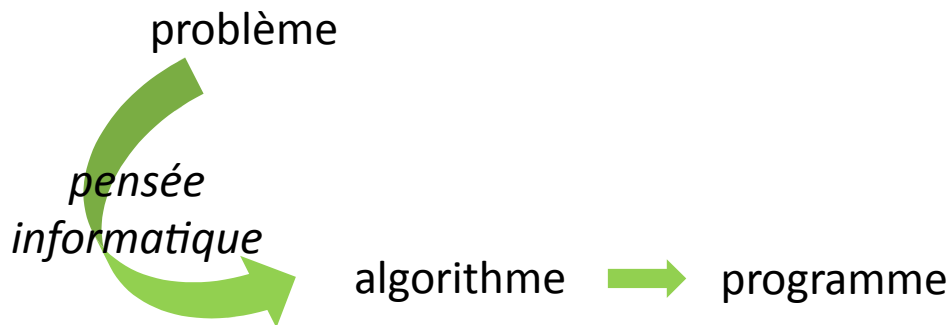 problème
pensée
informatique
algorithme
programme